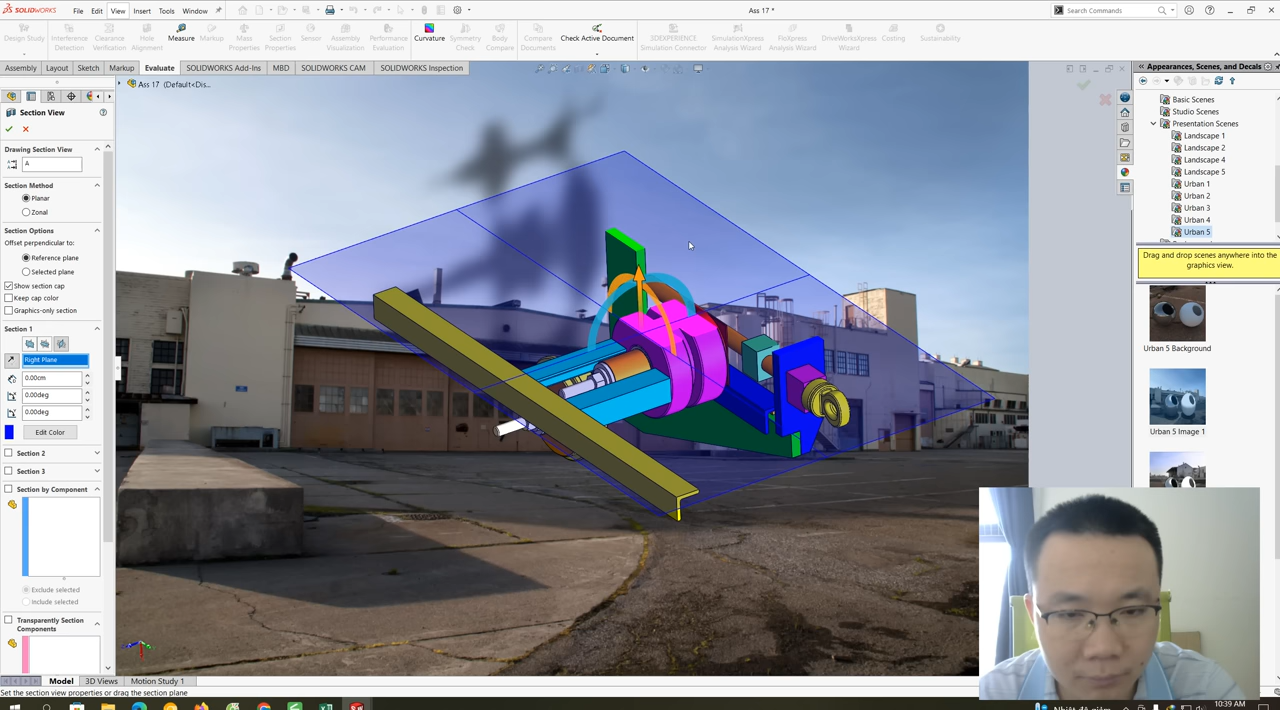 SOLIDWORKS File Edit View Insert Tools Window Ass 17 * Search Commands
Design Study Interference Detection Clearance Verification Hole Alignment Measure Markup Mass Properties Section Properties Sensor Assembly Visualization Performance Evaluation Curvature Symmetry Check Body Compare Compare Documents Check Active Document 3DEXPERIENCE Simulation Connector SimulationXpress Analysis Wizard FloXpress Analysis Wizard DriveWorksXpress Wizard Costing Sustainability
Assembly Layout Sketch Markup Evaluate SOLIDWORKS Add-Ins MBD SOLIDWORKS CAM SOLIDWORKS Inspection
Appearances, Scenes, and Decals
Ass 17 (Default<Dis...
Section View
Drawing Section View
A
Section Method
Planar
Zonal
Section Options
Offset perpendicular to:
Reference plane
Selected plane
Show section cap
Keep cap color
Graphics-only section
Section 1
Right Plane
0.00cm
0.00deg
0.00deg
Edit Color
Section 2
Section 3
Section by Component
Exclude selected
Include selected
Transparently Section
Components
Basic Scenes
Studio Scenes
Presentation Scenes
Landscape 1
Landscape 2
Landscape 4
Landscape 5
Urban 1
Urban 2
Urban 3
Urban 4
Urban 5
Drag and drop scenes anywhere into the
graphics view.
Urban 5 Background
Urban 5 Image 1
Model 3D Views Motion Study 1
Set the section view properties or drag the section plane
10:39 AM